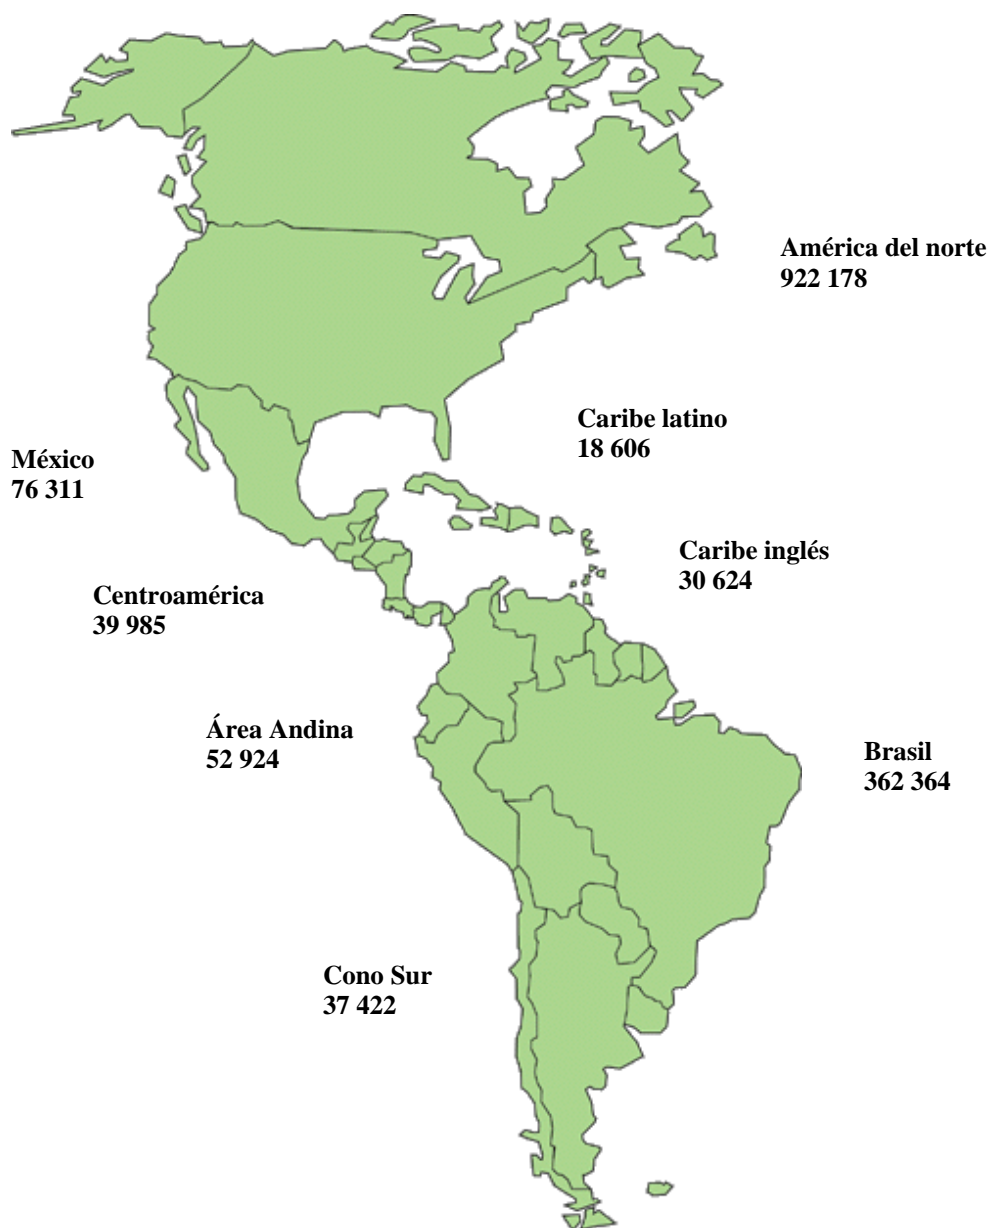 América del norte
922 178
Caribe latino
18 606
México
76 311
Caribe inglés
30 624
Centroamérica
39 985
Área Andina
52 924
Brasil
362 364
Cono Sur
37 422